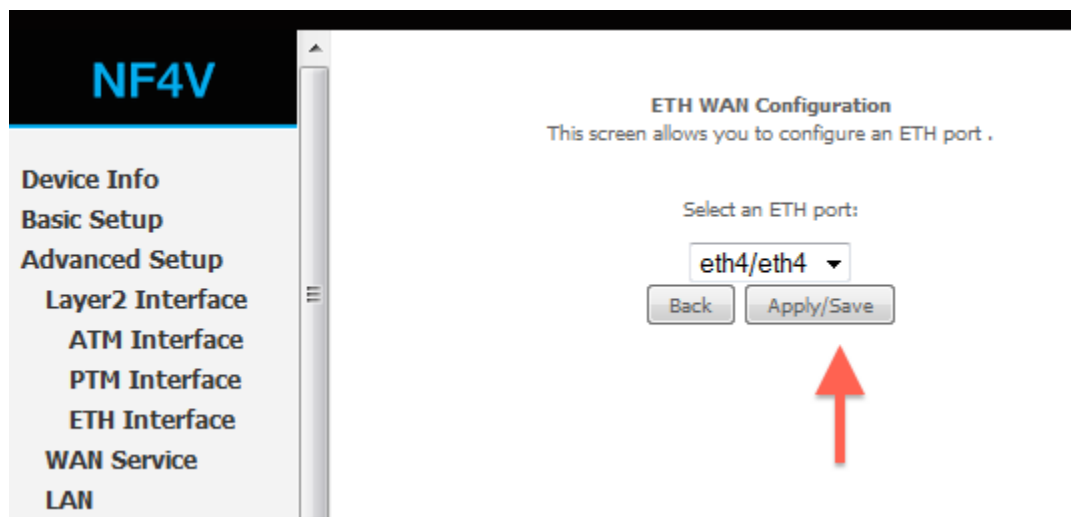 NF4V
Device Info
Basic Setup
Advanced Setup
Layer2 Interface
ATM Interface
PTM Interface
ETH Interface
WAN Service
LAN
ETH WAN Configuration
This screen allows you to configure an ETH port .
Select an ETH port:
eth4/eth4
Back Apply/Save